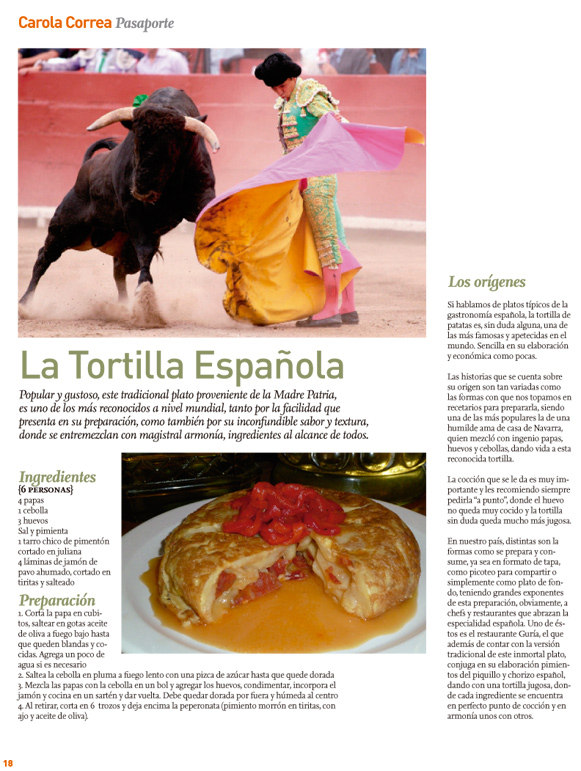 Carola Correa Pasaporte
La Tortilla Española
Popular y gustoso, este tradicional plato proveniente de la Madre Patria,
es uno de los más reconocidos a nivel mundial, tanto por la facilidad que
presenta en su preparación, como también por su inconfundible sabor y textura,
donde se entremezclan con magistral armonía, ingredientes al alcance de todos.
Ingredientes
{6 PERSONAS}
4 papas
1 cebolla
3 huevos
Sal y pimienta
1 tarro chico de pimentón
cortado en juliana
4 láminas de jamón de
pavo ahumado, cortado en
tiritas y salteado
Preparación
1. Corta la papa en cubi-
tos, saltear en gotas aceite
de oliva a fuego bajo hasta
que queden blandas y co-
cidas. Agrega un poco de
agua si es necesario
2. Saltea la cebolla en pluma a fuego lento con una pizca de azúcar hasta que quede dorada
3. Mezcla las papas con la cebolla en un bol y agregar los huevos, condimentar, incorpora el
jamón y cocina en un sartén y dar vuelta. Debe quedar dorada por fuera y húmeda al centro
4. Al retirar, corta en 6 trozos y deja encima la peperonata (pimiento morrón en tiritas, con
ajo y aceite de oliva).
Los orígenes
Si hablamos de platos típicos de la
gastronomía española, la tortilla de
patatas es, sin duda alguna, una de
las más famosas y apetecidas en el
mundo. Sencilla en su elaboración
y económica como pocas.
Las historias que se cuenta sobre
su origen son tan variadas como
las formas con que nos topamos en
recetarios para prepararla, siendo
una de las más populares la de una
humilde ama de casa de Navarra,
quien mezcló con ingenio papas,
huevos y cebollas, dando vida a esta
reconocida tortilla.
La cocción que se le da es muy im-
portante y les recomiendo siempre
pedirla "a punto", donde el huevo
no queda muy cocido y la tortilla
sin duda queda mucho más jugosa.
En nuestro país, distintas son la
formas como se prepara y con-
sume, ya sea en formato de tapa,
como picoteo para compartir o
simplemente como plato de fon-
do, teniendo grandes exponentes
de esta preparación, obviamente, a
chefs y restaurantes que abrazan la
especialidad española. Uno de és-
tos es el restaurante Guría, el que
además de contar con la versión
tradicional de este inmortal plato,
conjuga en su elaboración pimien-
tos del piquillo y chorizo español,
dando con una tortilla jugosa, don-
de cada ingrediente se encuentra
en perfecto punto de cocción y en
armonía unos con otros.
18